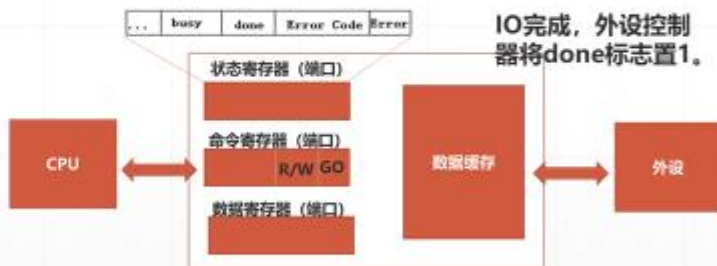 ... busy done Error Code Error
IO完成，外设控制
器将done标志置1。
状态寄存器（端口）
命令寄存器（端口）
R/W GO
数据寄存器（端口）
CPU
数据缓存
外设